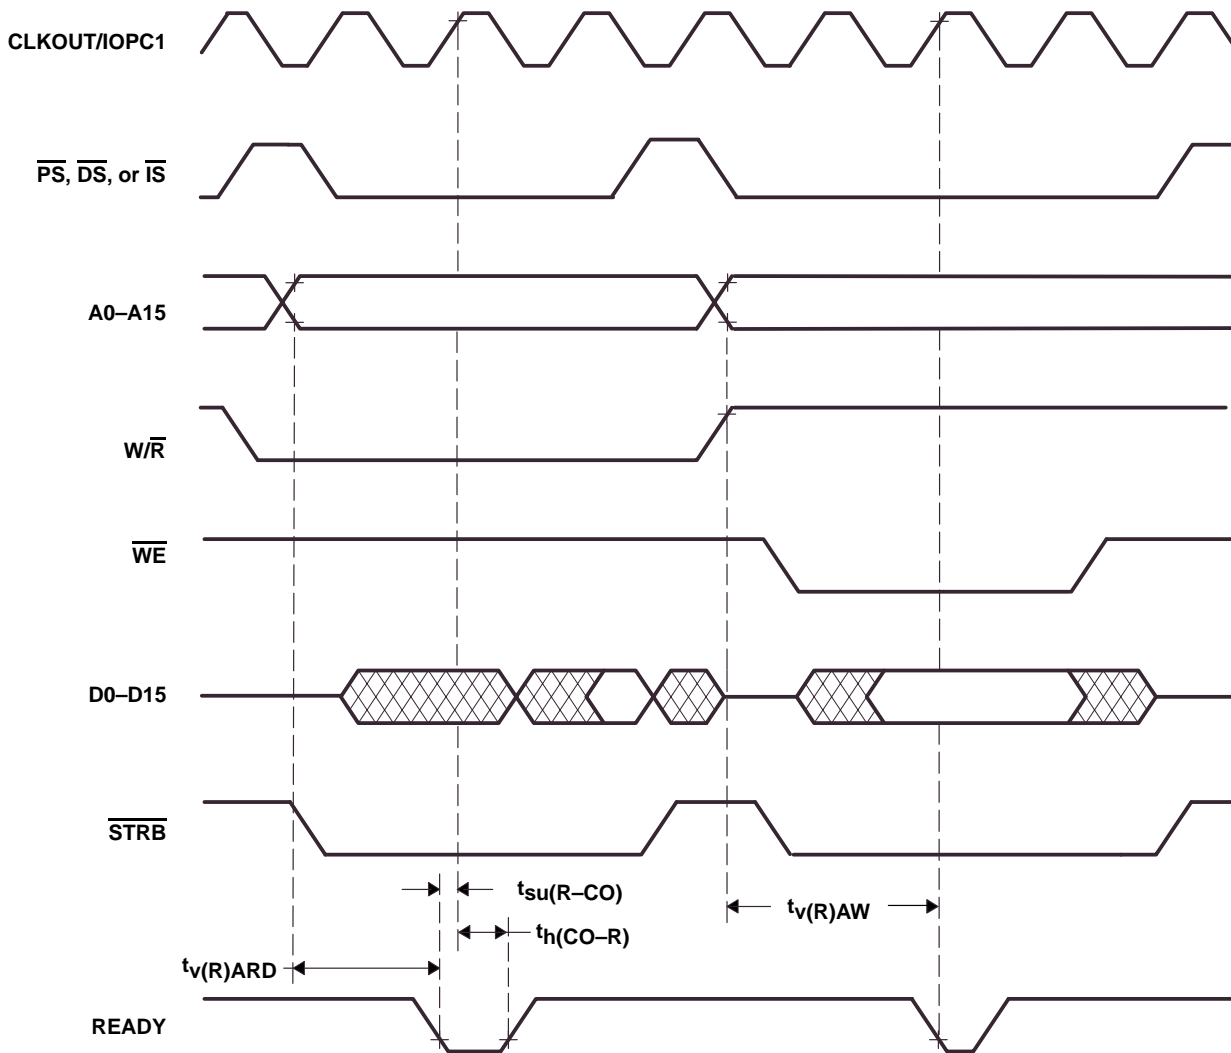 CLKOUT/IOPC1
PS, DS, or IS
A0–A15
W/R
WE
D0–D15
STRB
tsu(R–CO)
tv(R)AW
th(CO–R)
tv(R)ARD
READY